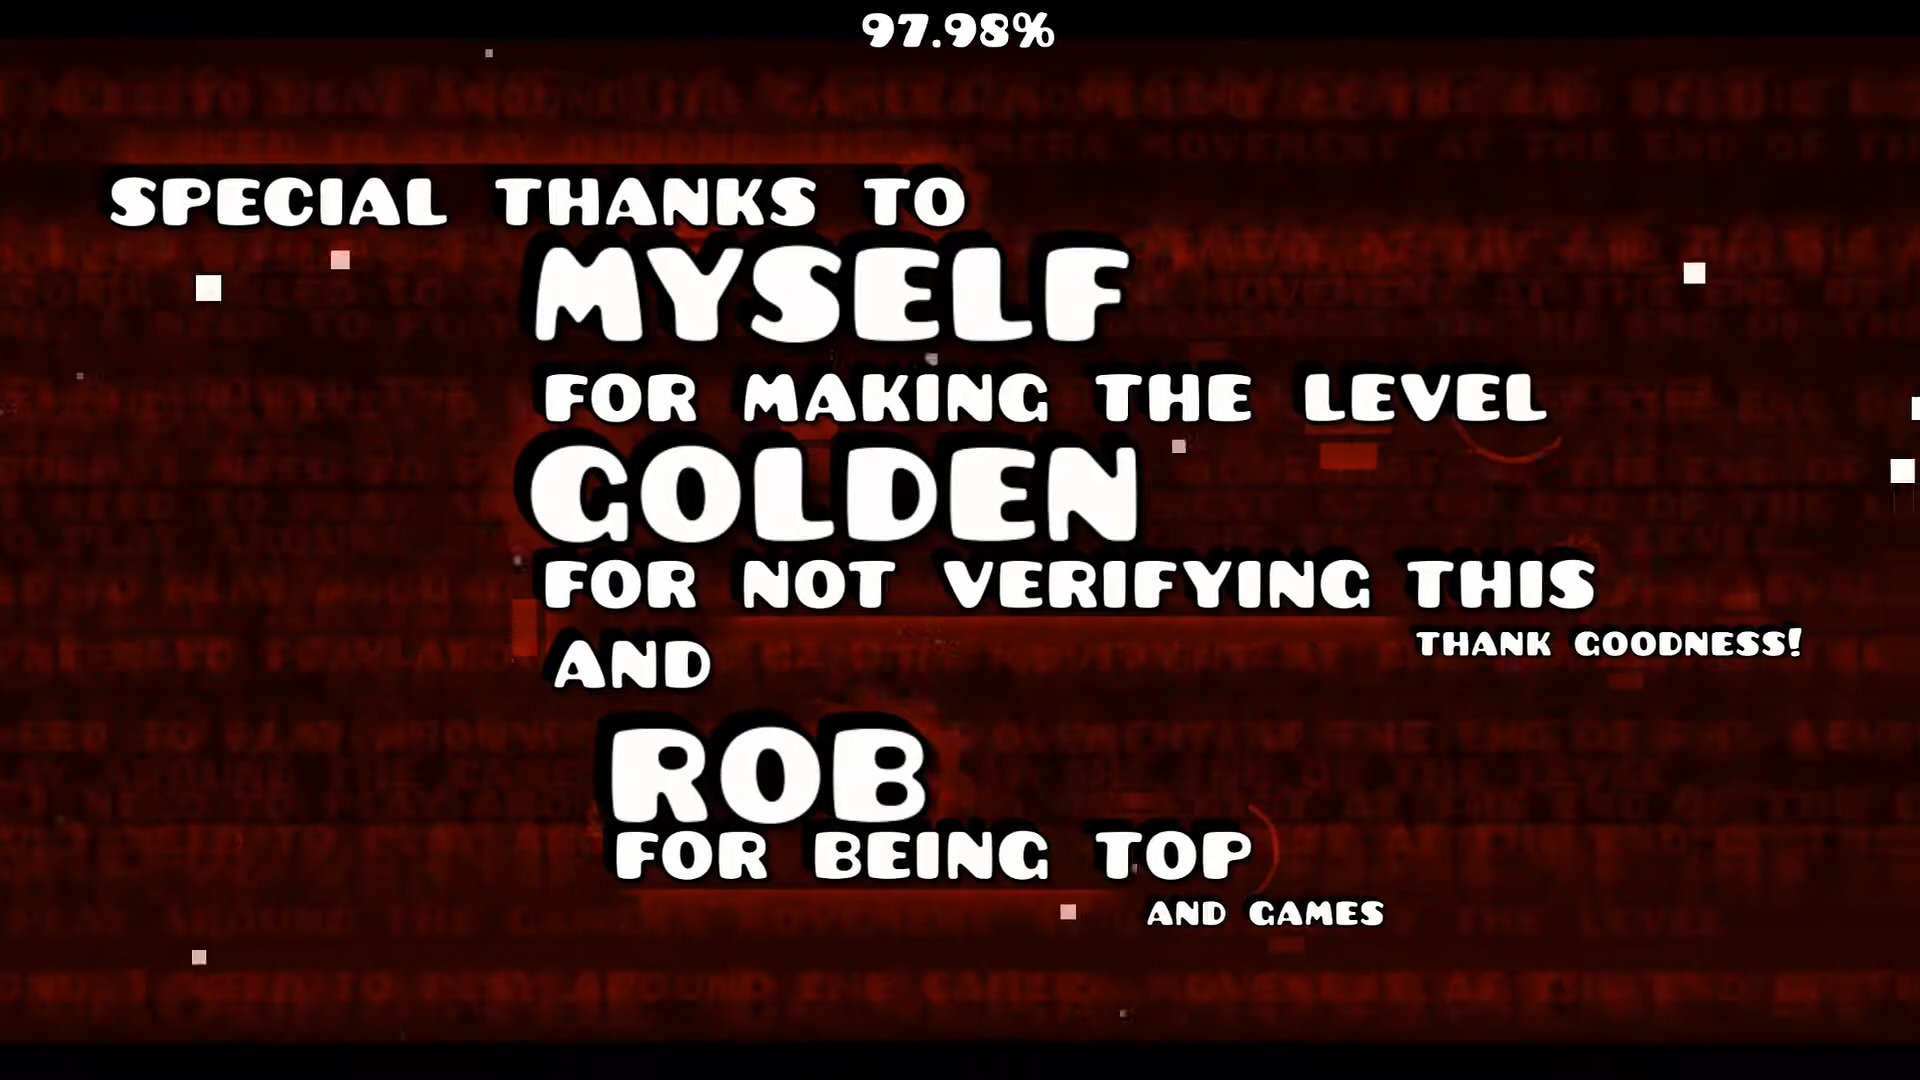 97.98%
SPECIAL THANKS TO
MYSELF
FOR MAKING THE LEVEL
GOLDEN
FOR NOT VERIFYING THIS
THANK GOODNESS!
AND
ROB
FOR BEING TOP
AND GAMES